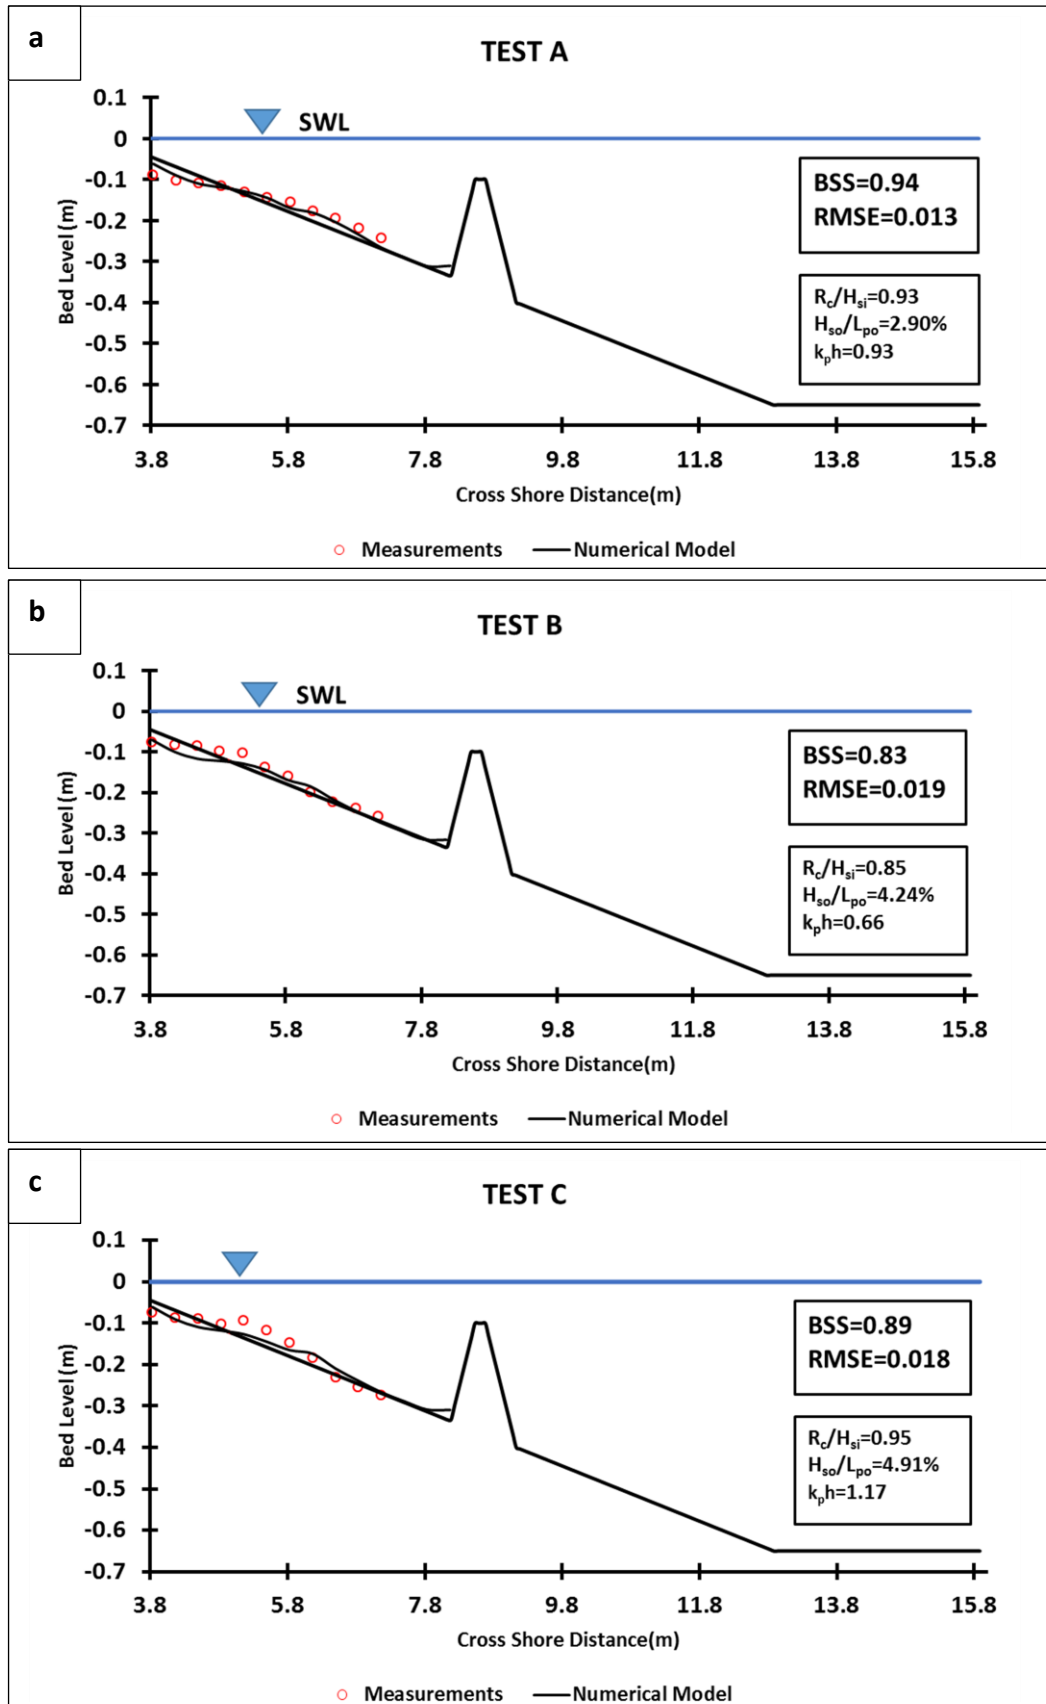 a
TEST A
SWL
0.1
0
-0.1
-0.2
-0.3
-0.4
-0.5
-0.6
-0.7
Bed Level (m)
BSS=0.94
RMSE=0.013
Rc/Hsi=0.93
Hso/Lpo=2.90%
kph=0.93
3.8 5.8 7.8 9.8 11.8 13.8 15.8
Cross Shore Distance(m)
Measurements Numerical Model
b
TEST B
SWL
0.1
0
-0.1
-0.2
-0.3
-0.4
-0.5
-0.6
-0.7
Bed Level (m)
BSS=0.83
RMSE=0.019
Rc/Hsi=0.85
Hso/Lpo=4.24%
kph=0.66
3.8 5.8 7.8 9.8 11.8 13.8 15.8
Cross Shore Distance(m)
Measurements Numerical Model
c
TEST C
0.1
0
-0.1
-0.2
-0.3
-0.4
-0.5
-0.6
-0.7
Bed Level (m)
BSS=0.89
RMSE=0.018
Rc/Hsi=0.95
Hso/Lpo=4.91%
kph=1.17
3.8 5.8 7.8 9.8 11.8 13.8 15.8
Cross Shore Distance(m)
Measurements Numerical Model